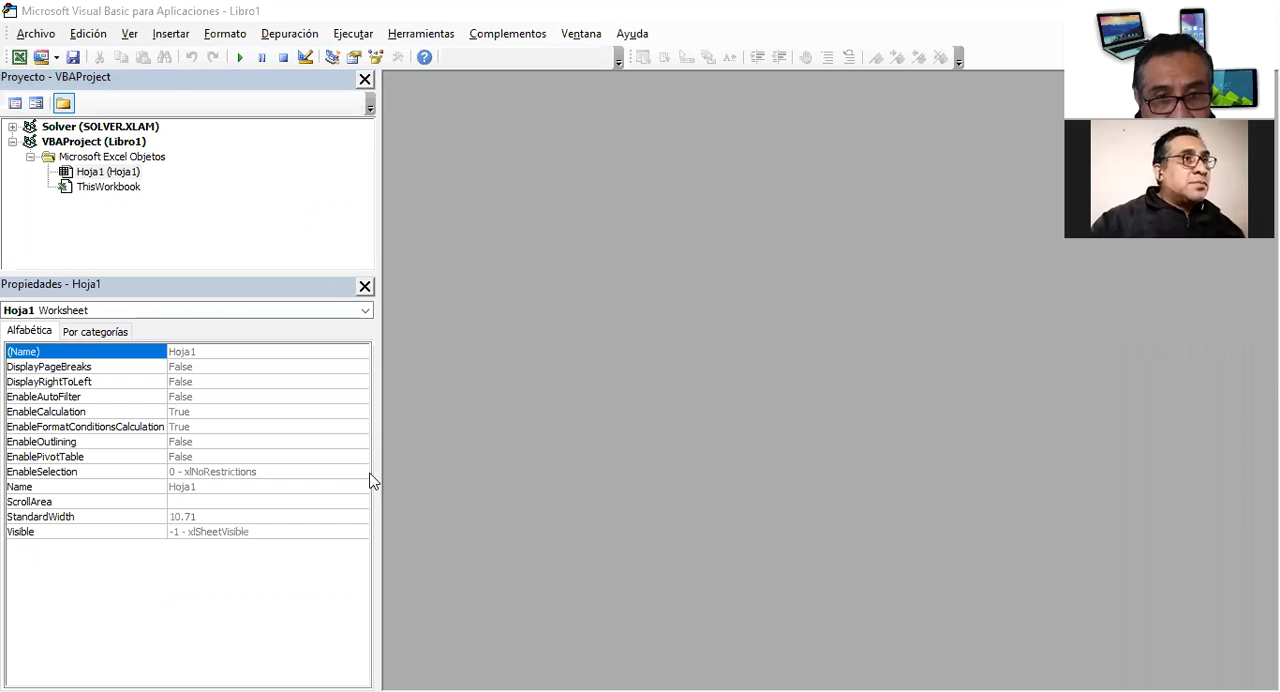 Microsoft Visual Basic para Aplicaciones - Libro1
Archivo Edición Ver Insertar Formato Depuración Ejecutar Herramientas Complementos Ventana Ayuda
Proyecto - VBAProject
Solver (SOLVER.XLAM)
VBAProject (Libro1)
Microsoft Excel Objetos
Hoja1 (Hoja1)
ThisWorkbook
Propiedades - Hoja1
Hoja1 Worksheet
Alfabética Por categorías
(Name) Hoja1
DisplayPageBreaks False
DisplayRightToLeft False
EnableAutoFilter False
EnableCalculation True
EnableFormatConditionsCalculation True
EnableOutlining False
EnablePivotTable False
EnableSelection 0 - xlNoRestrictions
Name Hoja1
ScrollArea
StandardWidth 10.71
Visible -1 - xlSheetVisible